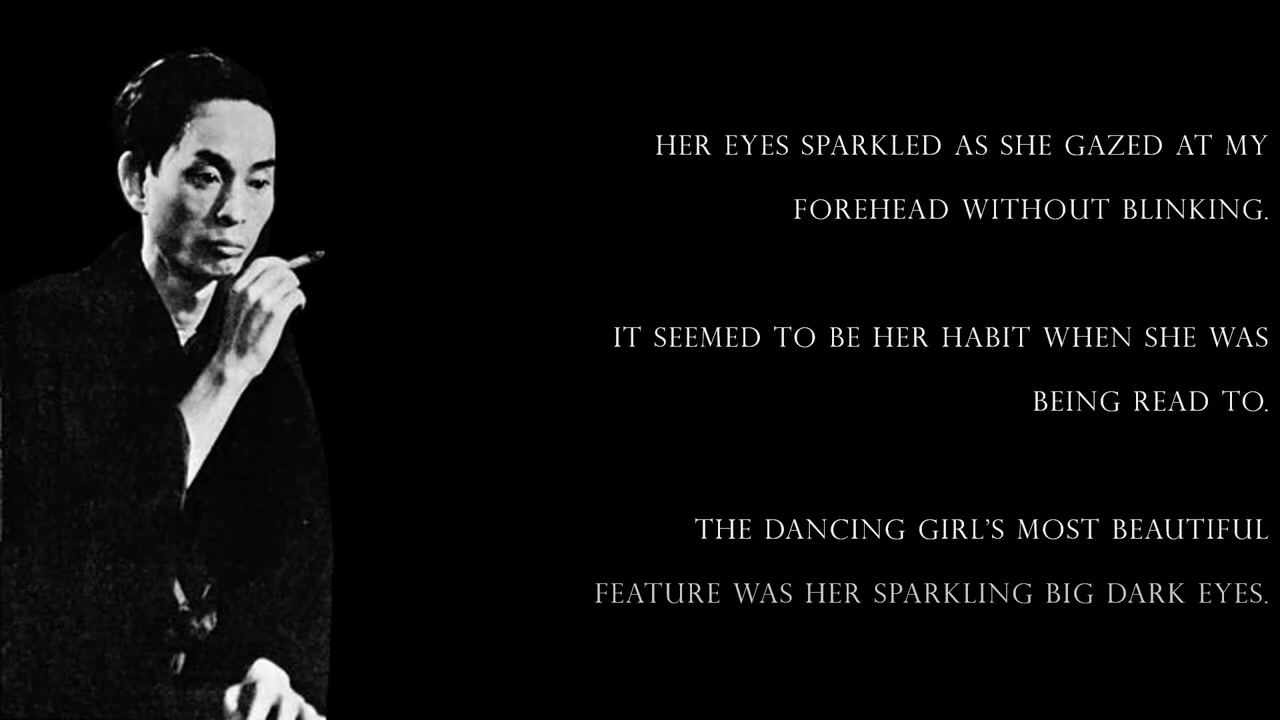 HER EYES SPARKLED AS SHE GAZED AT MY
FOREHEAD WITHOUT BLINKING.
IT SEEMED TO BE HER HABIT WHEN SHE WAS
BEING READ TO.
THE DANCING GIRL'S MOST BEAUTIFUL
FEATURE WAS HER SPARKLING BIG DARK EYES.